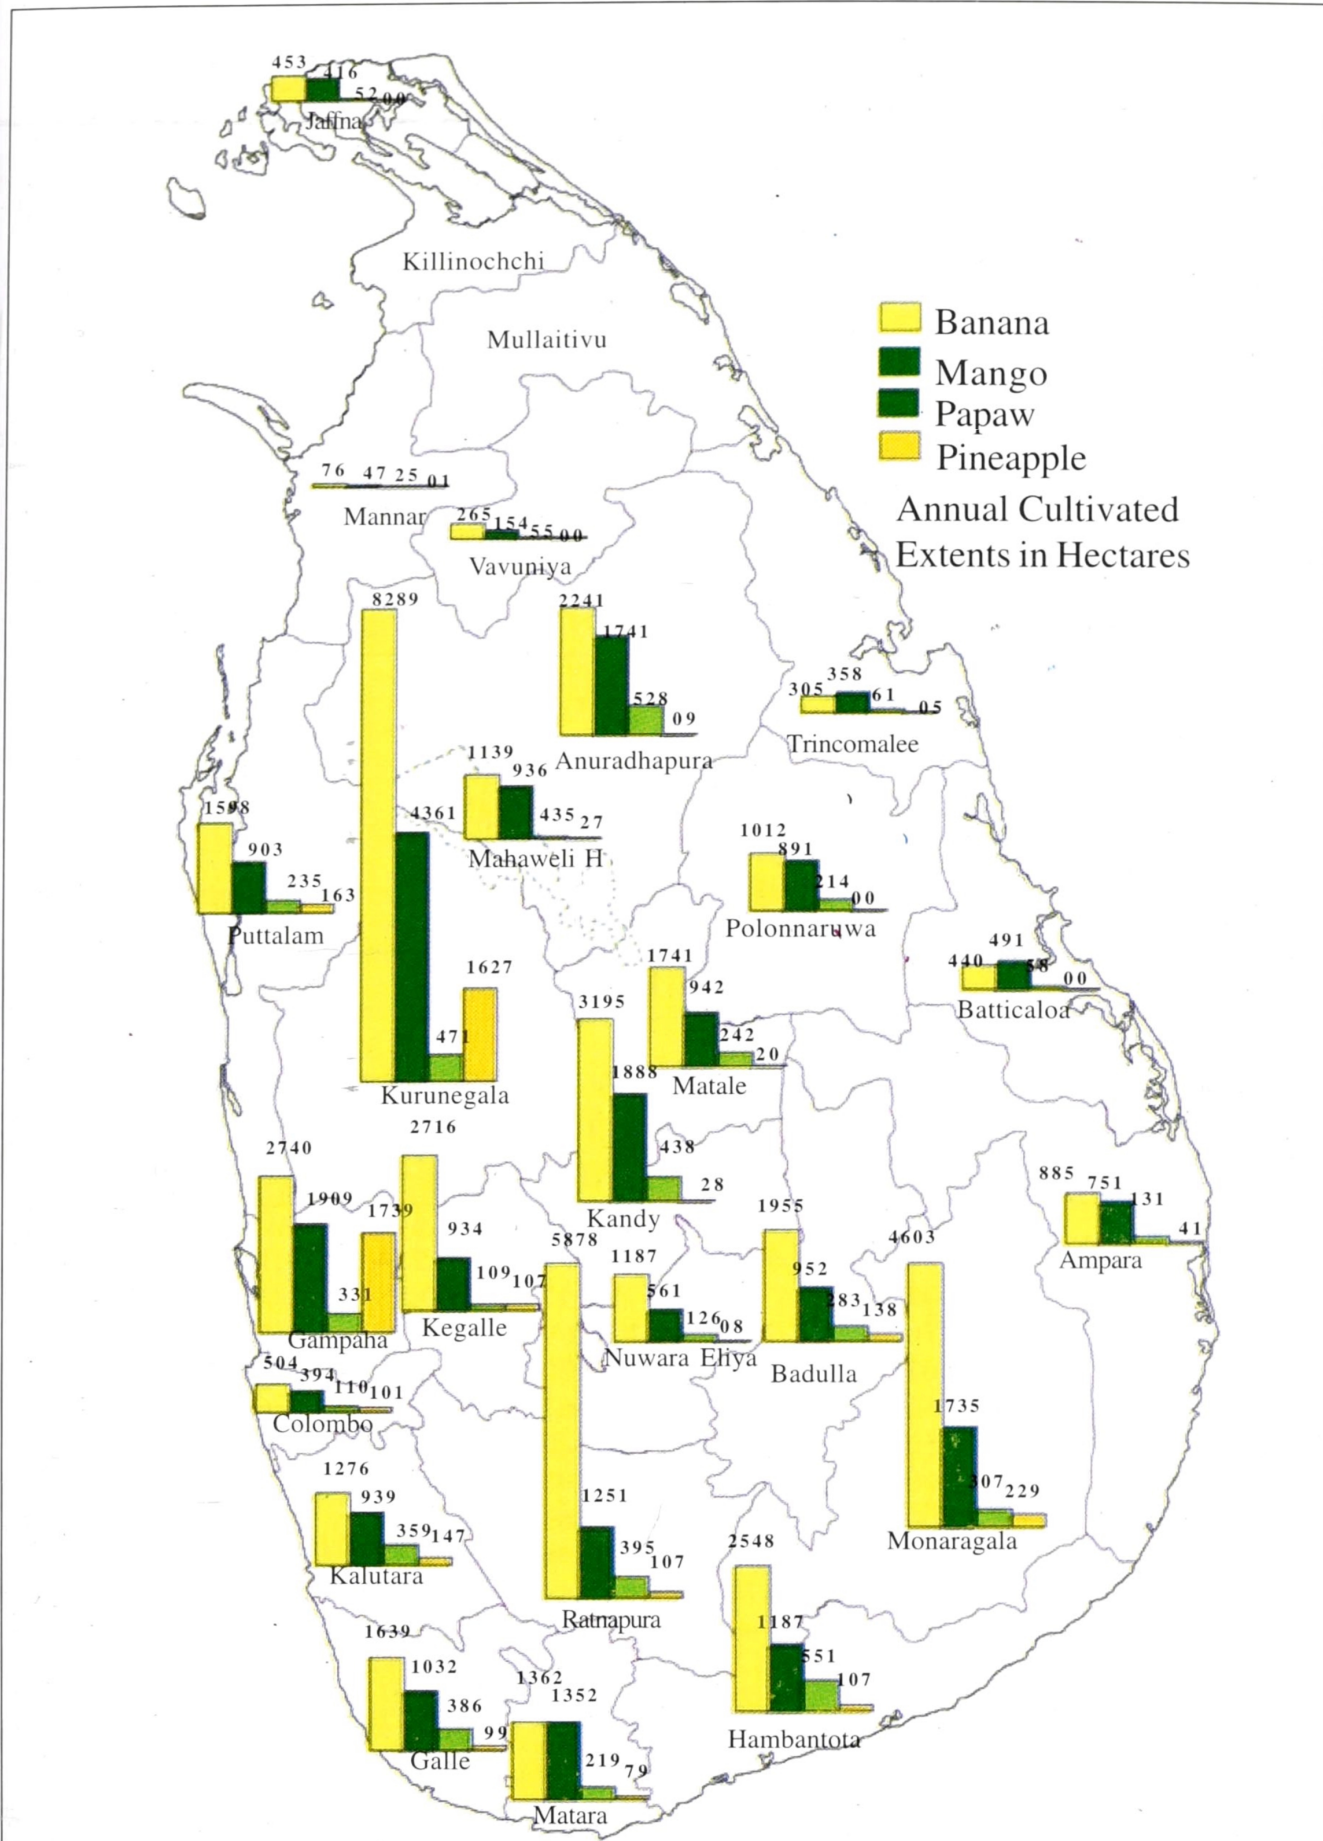 453
416
52 00
Jaffna
Killinochchi
Mullaitivu
Banana
Mango
Papaw
Pineapple
Annual Cultivated
Extents in Hectares
76 47 25 01
Mannar
265 154 55 00
Vavuniya
8289
4361
471
1627
Kurunegala
2241
1741
528
09
Anuradhapura
305
358
61
05
Trincomalee
1139
936
435 27
Mahaweli H
1598
903
235
163
Puttalam
1012
891
214
00
Polonnaruwa
440
491
58
00
Batticaloa
1741
942
242
20
Matale
3195
1888
438
28
Kandy
2740
1909
331
1739
Gampaha
2716
934
109 107
Kegalle
885
751
131
41
Ampara
5878
1251
395
107
Ratnapura
1187
561
126 08
Nuwara Eliya
1955
952
283
138
Badulla
4603
1735
307
229
Monaragala
504
394
110 101
Colombo
1276
939
359 147
Kalutara
2548
1187
551
107
Hambantota
1639
1032
386
99
Galle
1362
1352
219
79
Matara